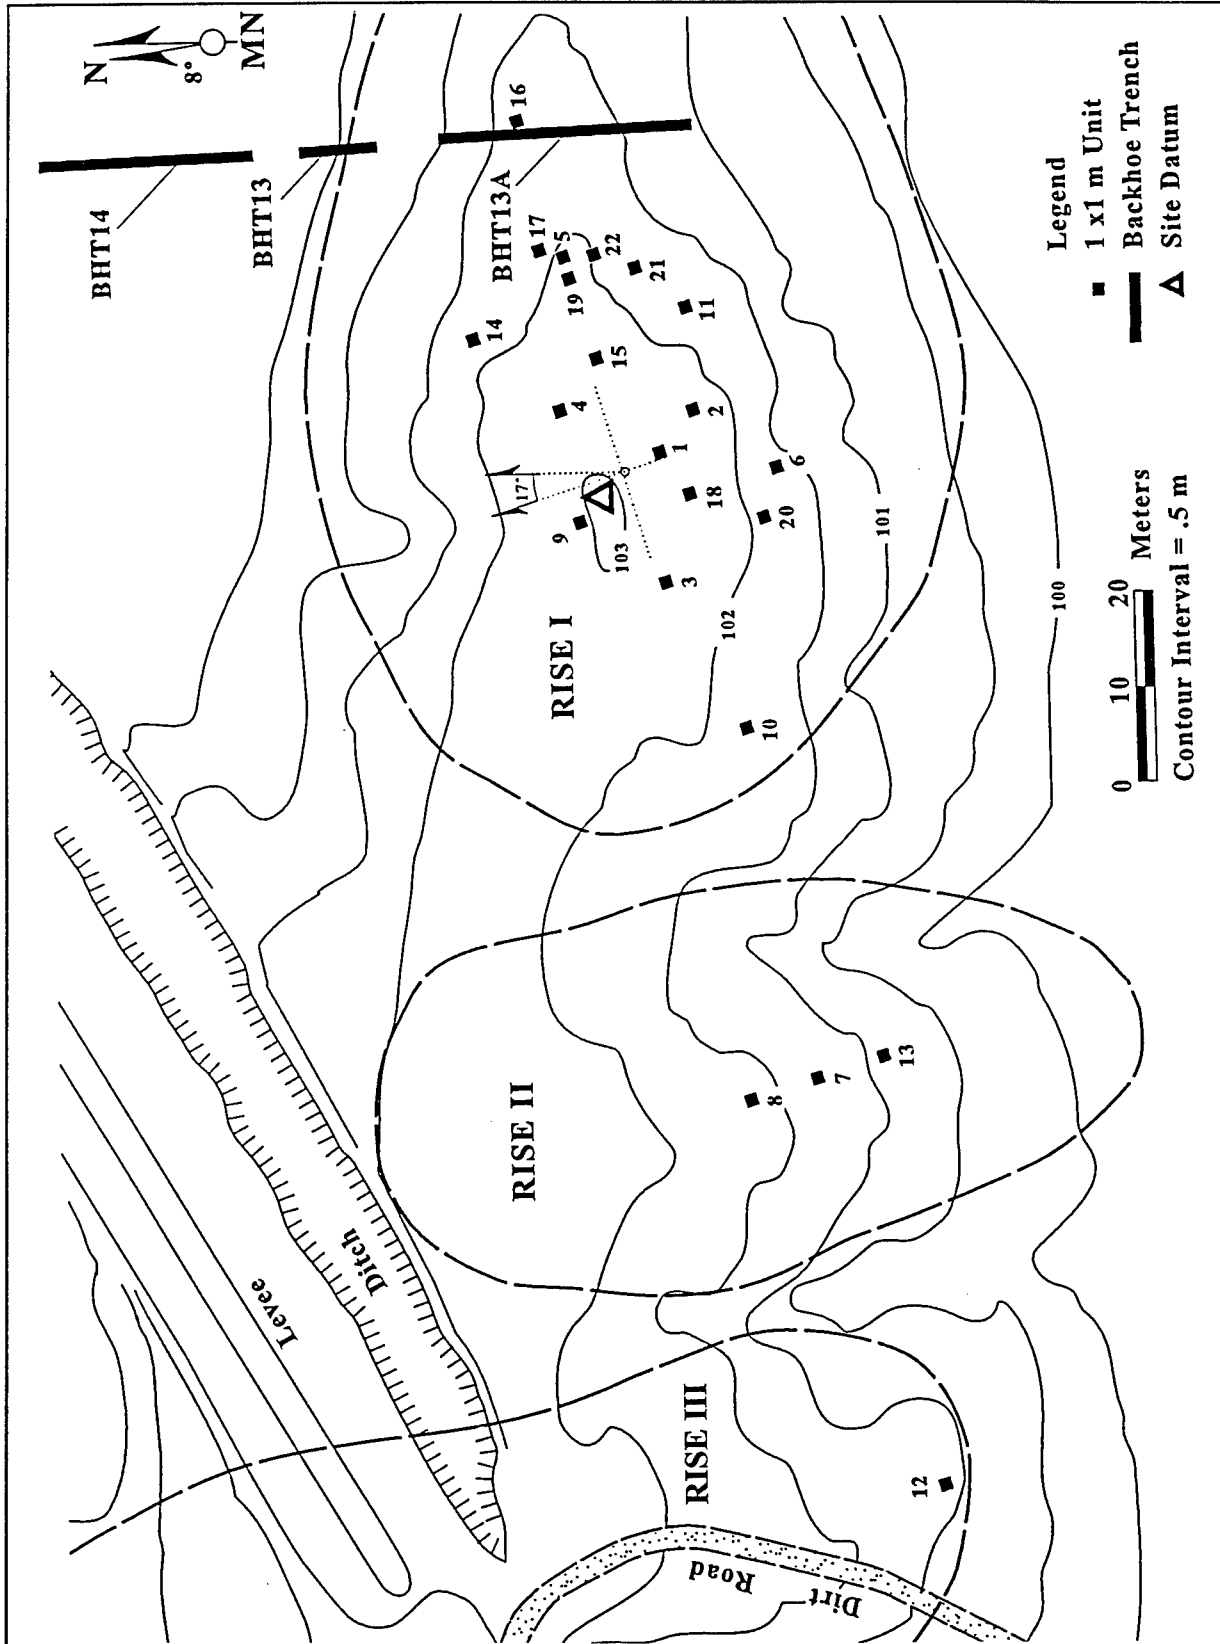 N
8°
MN
BHT14
BHT13
BHT13A
16
17
5
22
19
21
14
11
15
4
2
1
17°
6
9
18
20
103
3
102
101
100
RISE I
10
RISE II
8
7
13
Levee
Ditch
RISE III
12
Dirt
Road
Legend
1 x1 m Unit
Backhoe Trench
Site Datum
0 10 20 Meters
Contour Interval = .5 m